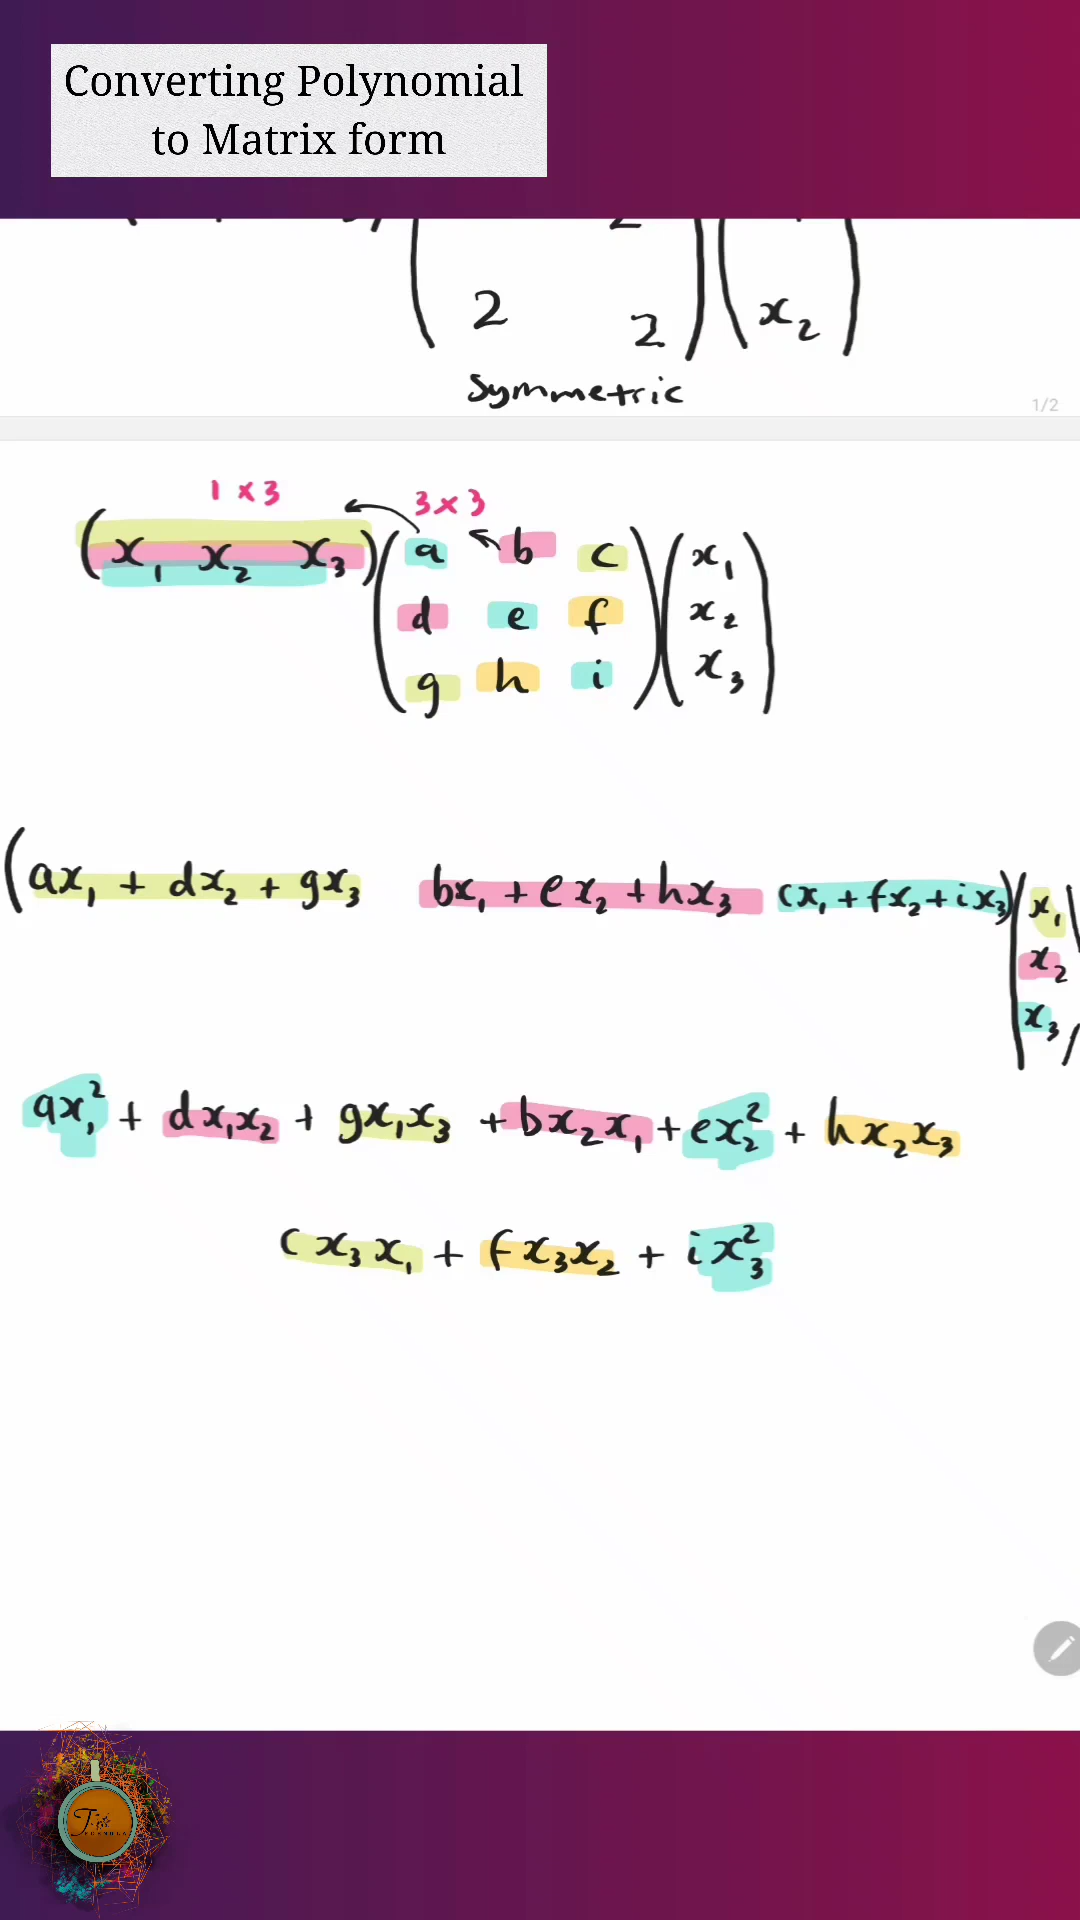 Converting Polynomial
to Matrix form
2 2 x₂
Symmetric
1/2
1 × 3 3 × 3
(x₁ x₂ x₃)(a b c)(x₁)
d e f x₂
g h i x₃
(ax₁ + dx₂ + gx₃ bx₁ + ex₂ + hx₃ cx₁ + fx₂ + ix₃)(x₁)
x₂
x₃
ax₁² + dx₁x₂ + gx₁x₃ + bx₂x₁ + ex₂² + hx₂x₃
cx₃x₁ + fx₃x₂ + ix₃²